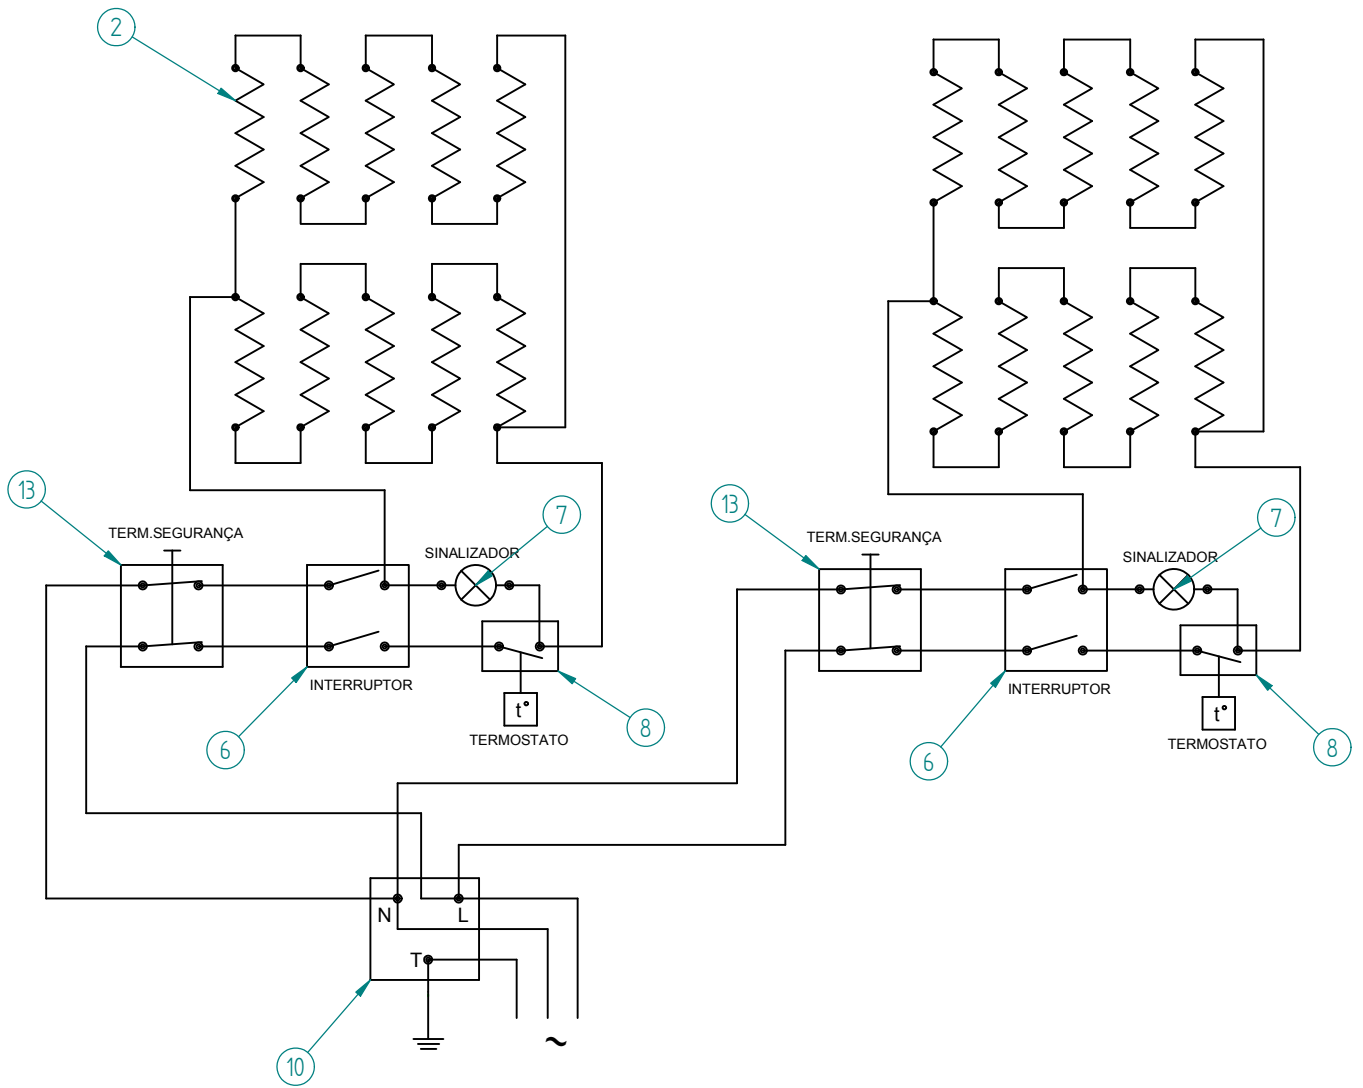 2
13
TERM.SEGURANÇA
7
SINALIZADOR
INTERRUPTOR
6
t°
TERMOSTATO
8
13
TERM.SEGURANÇA
7
SINALIZADOR
INTERRUPTOR
6
t°
TERMOSTATO
8
N L
T
~
10